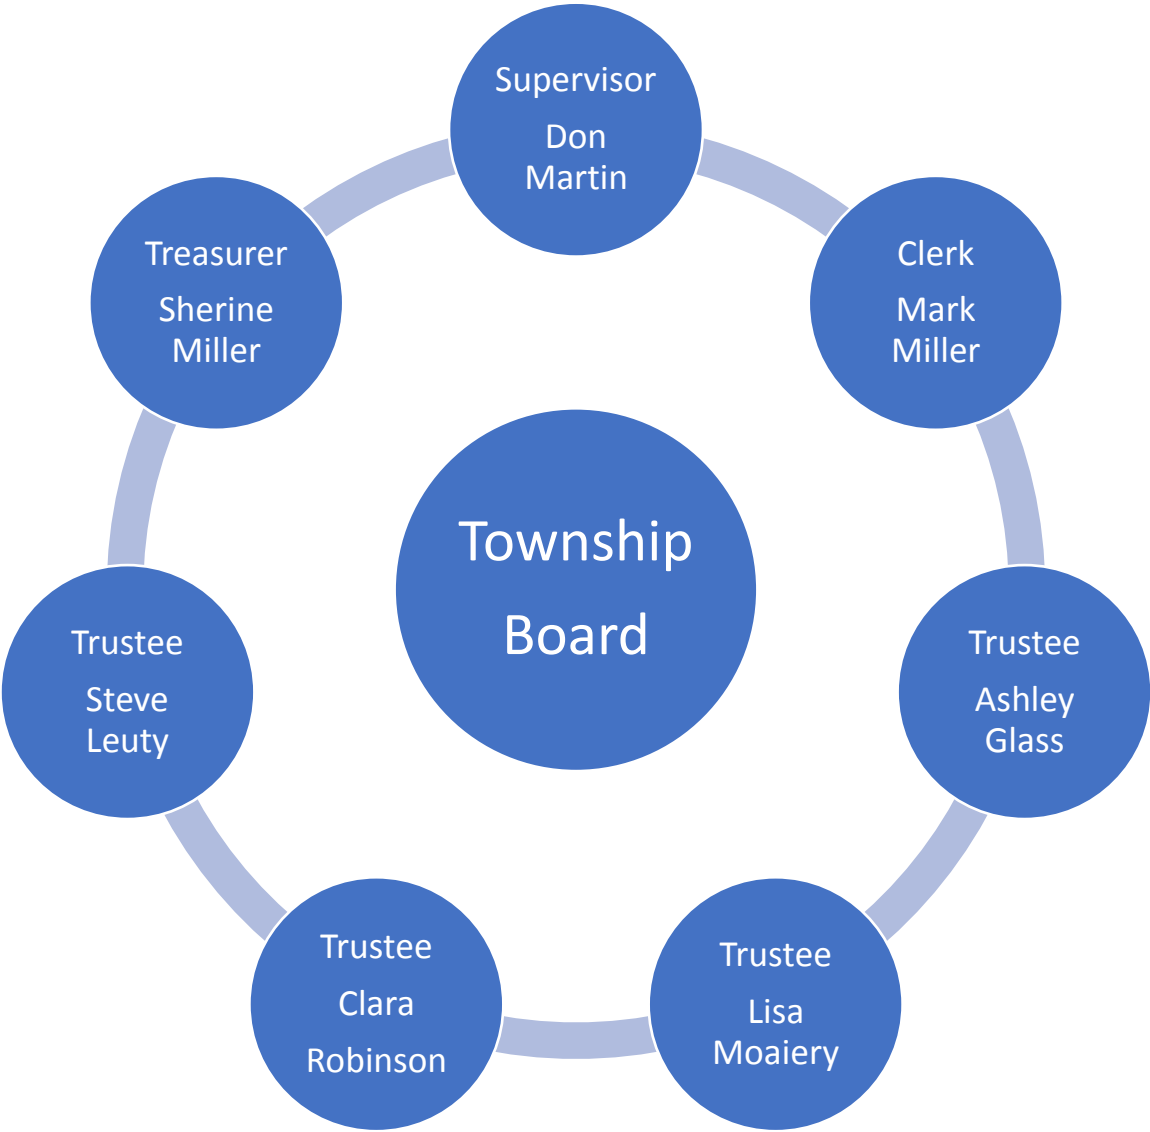 Supervisor
Don
Martin
Treasurer
Sherine
Miller
Clerk
Mark
Miller
Township
Board
Trustee
Steve
Leuty
Trustee
Ashley
Glass
Trustee
Clara
Robinson
Trustee
Lisa
Moaiery